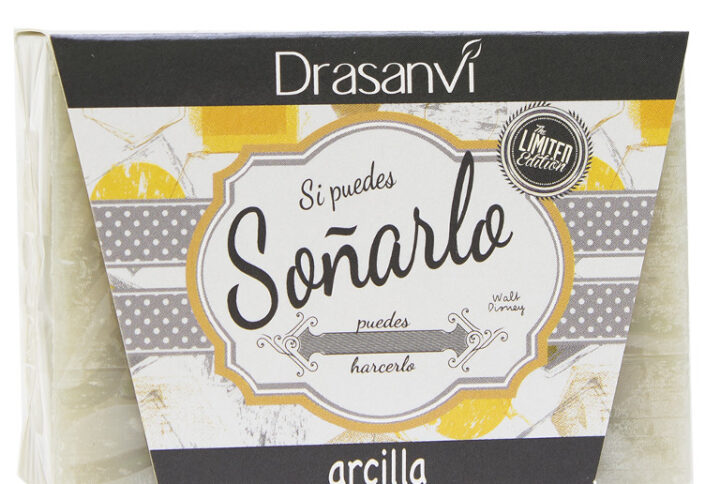 Drasanvi
The
LIMITED
Edition
Si puedes
Soñarlo
Walt
Disney
puedes
harcerlo
arcilla